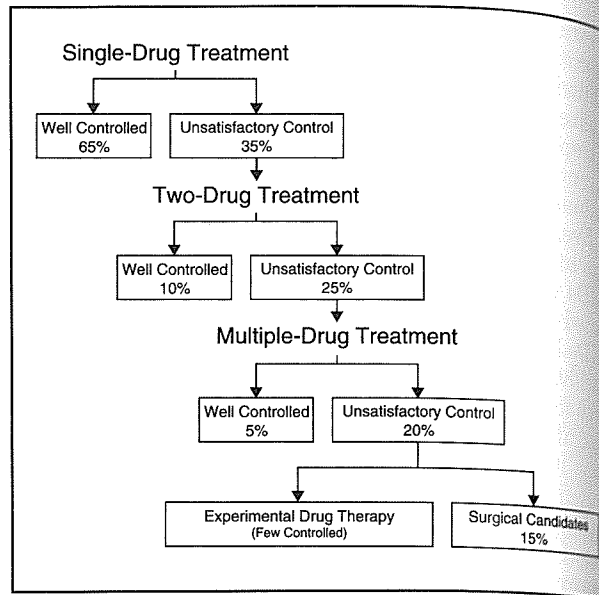 Single-Drug Treatment
Well Controlled
65%
Unsatisfactory Control
35%
Two-Drug Treatment
Well Controlled
10%
Unsatisfactory Control
25%
Multiple-Drug Treatment
Well Controlled
5%
Unsatisfactory Control
20%
Experimental Drug Therapy
(Few Controlled)
Surgical Candidates
15%